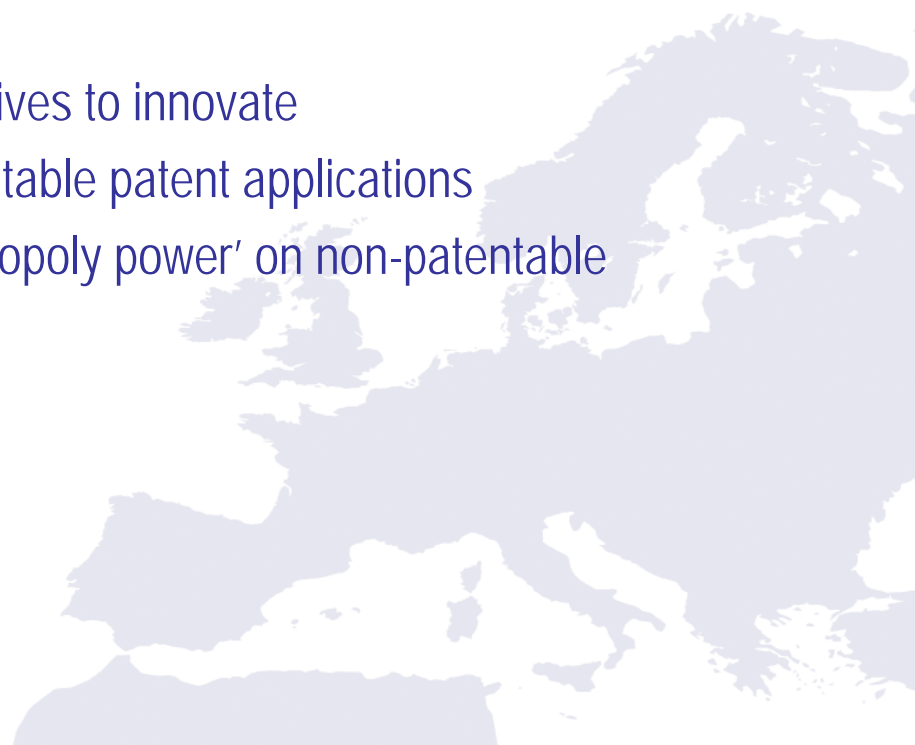 ives to innovate
table patent applications
opoly power’ on non-patentable